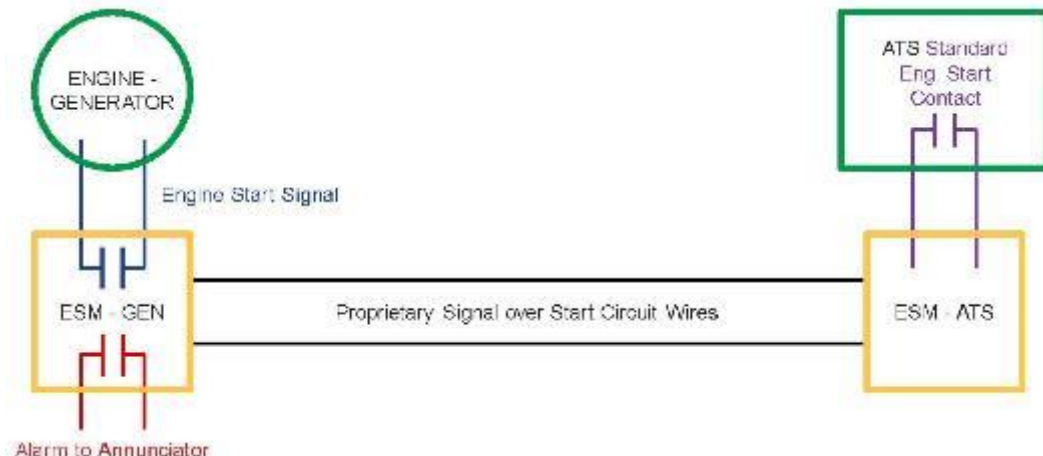 ENGINE -
GENERATOR
ATS Standard
Eng. Start
Contact
Engine Start Signal
ESM - GEN
Proprietary Signal over Start Circuit Wires
ESM - ATS
Alarm to Annunciator